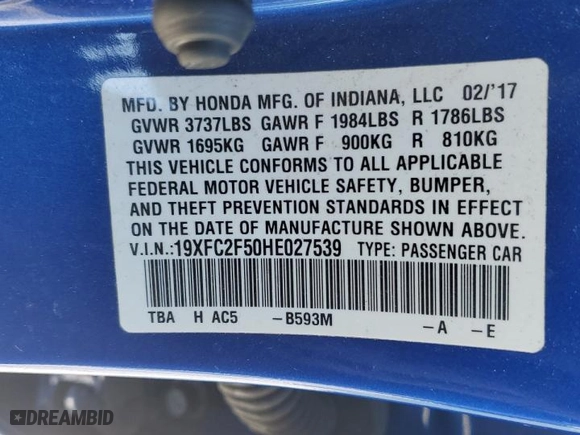 MFD. BY HONDA MFG. OF INDIANA, LLC 02/'17
GVWR 3737LBS GAWR F 1984LBS R 1786LBS
GVWR 1695KG GAWR F 900KG R 810KG
THIS VEHICLE CONFORMS TO ALL APPLICABLE
FEDERAL MOTOR VEHICLE SAFETY, BUMPER,
AND THEFT PREVENTION STANDARDS IN EFFECT
ON THE DATE OF MANUFACTURE SHOWN ABOVE.
V.I.N.:19XFC2F50HE027539 TYPE: PASSENGER CAR
TBA H AC5 -B593M -A -E
DREAMBID